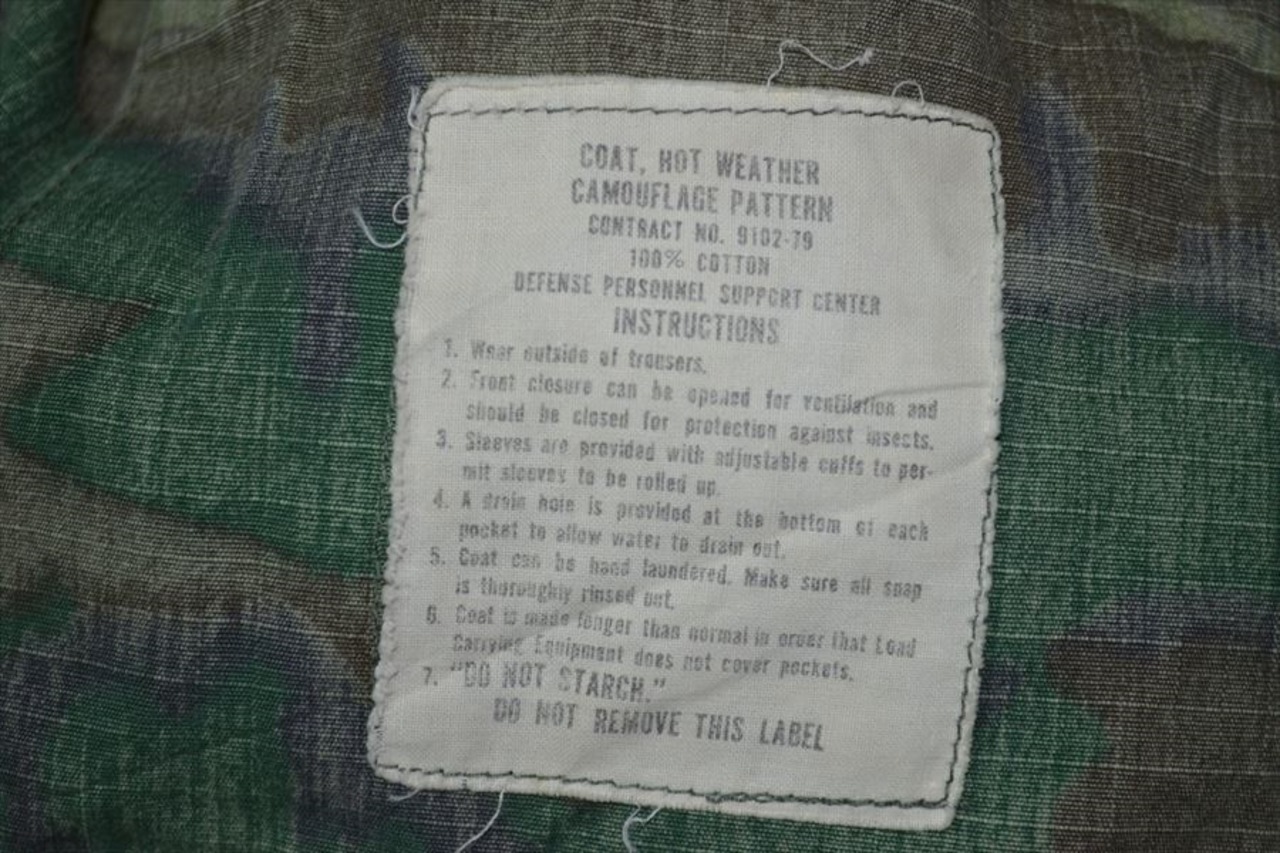 COAT, HOT WEATHER
CAMOUFLAGE PATTERN
CONTRACT NO. 9102-79
100% COTTON
DEFENSE PERSONNEL SUPPORT CENTER
INSTRUCTIONS
1. Wear outside of trousers.
2. Front closure can be opened for ventilation and
should be closed for protection against insects.
3. Sleeves are provided with adjustable cuffs to per-
mit sleeves to be rolled up.
4. A drain hole is provided at the bottom of each
pocket to allow water to drain out.
5. Coat can be hand laundered. Make sure all soap
is thoroughly rinsed out.
6. Coat is made longer than normal in order that Load
Carrying Equipment does not cover pockets.
7. "DO NOT STARCH."
DO NOT REMOVE THIS LABEL